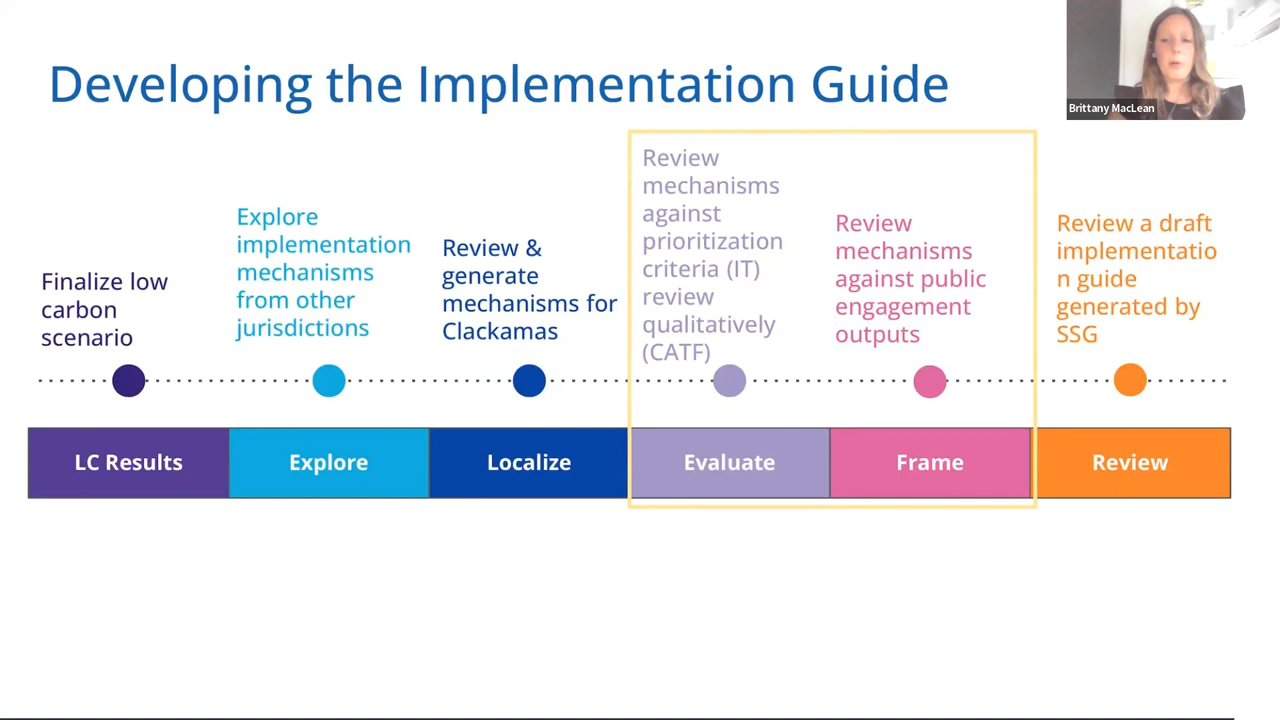 Developing the Implementation Guide
Brittany MacLean
Finalize low
carbon
scenario
Explore
implementation
mechanisms
from other
jurisdictions
Review &
generate
mechanisms for
Clackamas
Review
mechanisms
against
prioritization
criteria (IT)
review
qualitatively
(CATF)
Review
mechanisms
against public
engagement
outputs
Review a draft
implementatio
n guide
generated by
SSG
LC Results
Explore
Localize
Evaluate
Frame
Review